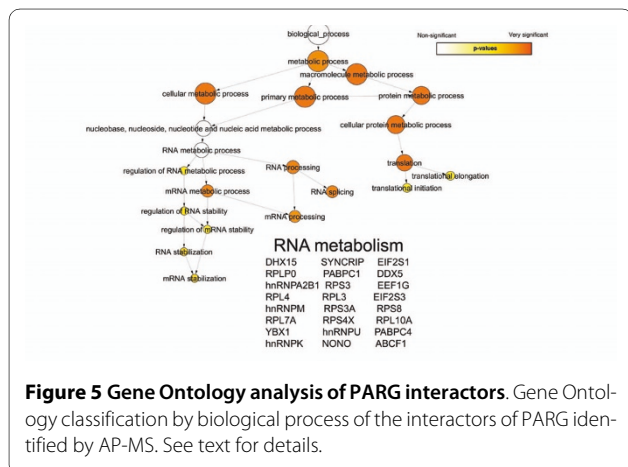 biological_process
Non-significant Very significant
p-values
metabolic process
macromolecule metabolic process
cellular metabolic process
primary metabolic process
protein metabolic process
nucleobase, nucleoside, nucleotide and nucleic acid metabolic process
cellular protein metabolic process
RNA metabolic process
translation
regulation of RNA metabolic process
RNA processing
translational elongation
translational initiation
mRNA metabolic process
RNA splicing
regulation of RNA stability
mRNA processing
regulation of mRNA stability
RNA stabilization
mRNA stabilization
RNA metabolism
DHX15 SYNCRIP EIF2S1
RPLP0 PABPC1 DDX5
hnRNPA2B1 RPS3 EEF1G
RPL4 RPL3 EIF2S3
hnRNPM RPS3A RPS8
RPL7A RPS4X RPL10A
YBX1 hnRNPU PABPC4
hnRNPK NONO ABCF1
Figure 5 Gene Ontology analysis of PARG interactors. Gene Ontol-
ogy classification by biological process of the interactors of PARG iden-
tified by AP-MS. See text for details.